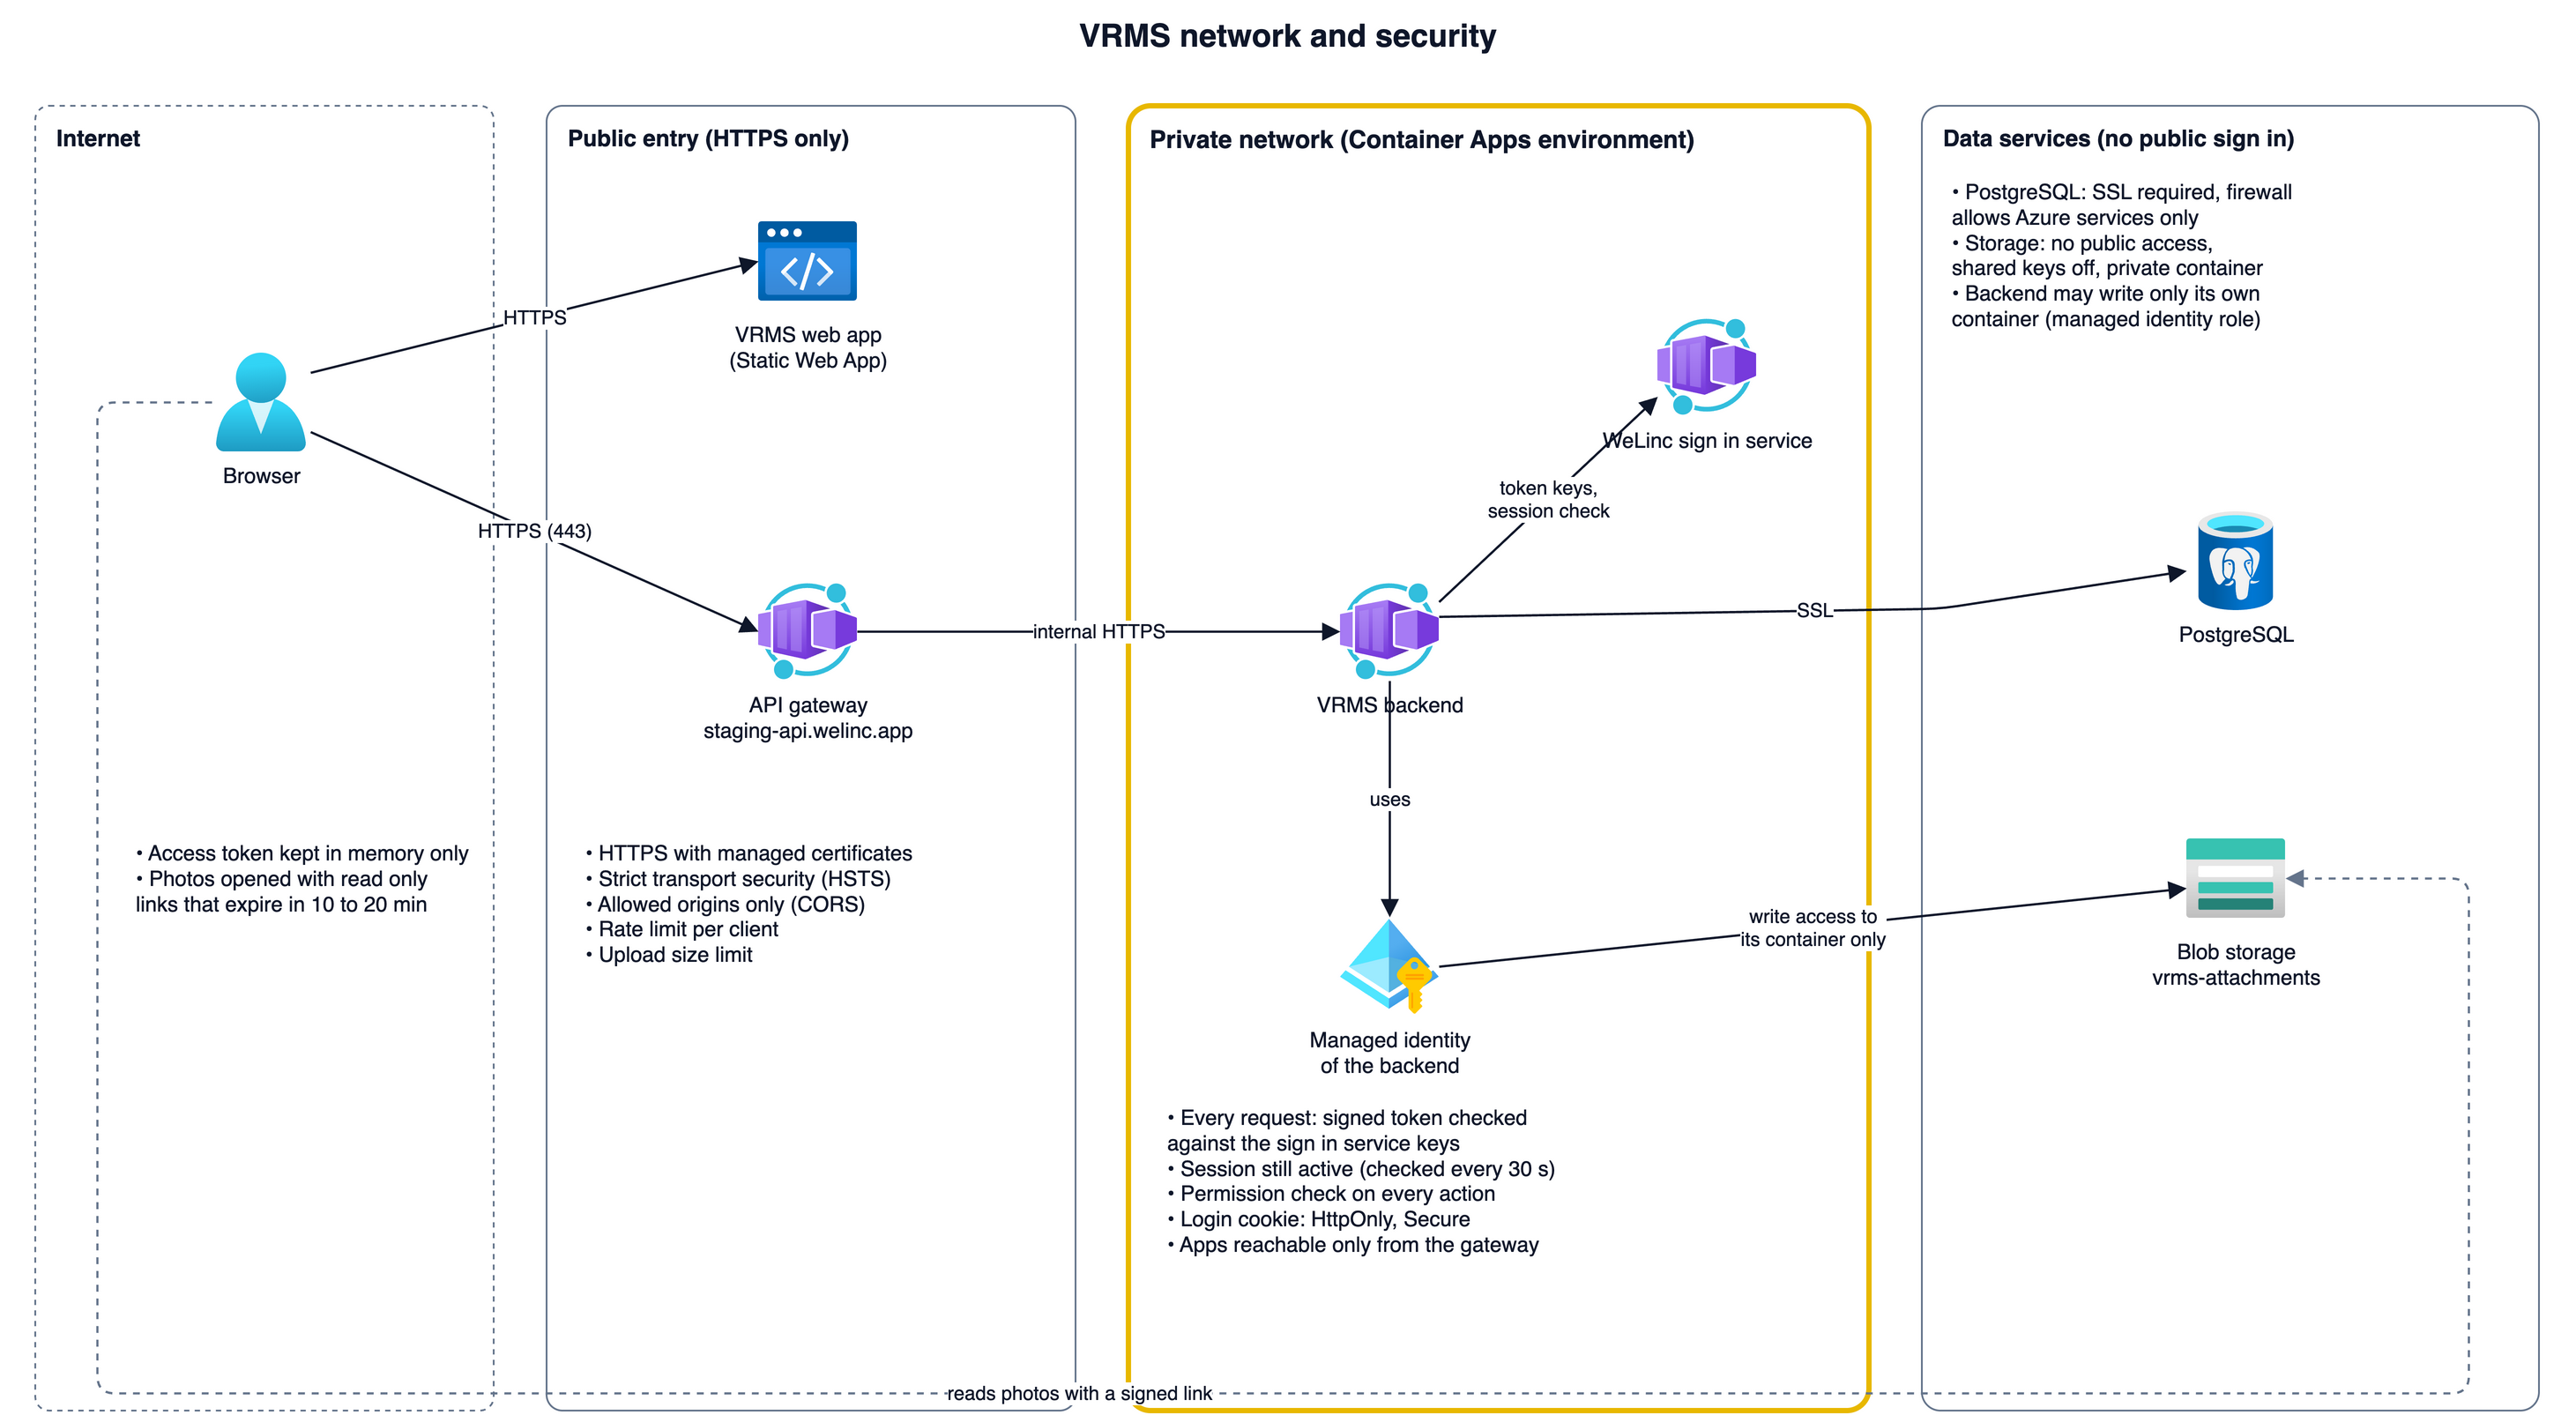 VRMS network and security
Internet
HTTPS
Browser
HTTPS (443)
• Access token kept in memory only
• Photos opened with read only
links that expire in 10 to 20 min
Public entry (HTTPS only)
VRMS web app
(Static Web App)
API gateway
staging-api.welinc.app
• HTTPS with managed certificates
• Strict transport security (HSTS)
• Allowed origins only (CORS)
• Rate limit per client
• Upload size limit
internal HTTPS
Private network (Container Apps environment)
WeLinc sign in service
token keys,
session check
VRMS backend
SSL
uses
write access to
its container only
Managed identity
of the backend
• Every request: signed token checked
against the sign in service keys
• Session still active (checked every 30 s)
• Permission check on every action
• Login cookie: HttpOnly, Secure
• Apps reachable only from the gateway
Data services (no public sign in)
• PostgreSQL: SSL required, firewall
allows Azure services only
• Storage: no public access,
shared keys off, private container
• Backend may write only its own
container (managed identity role)
PostgreSQL
Blob storage
vrms-attachments
reads photos with a signed link